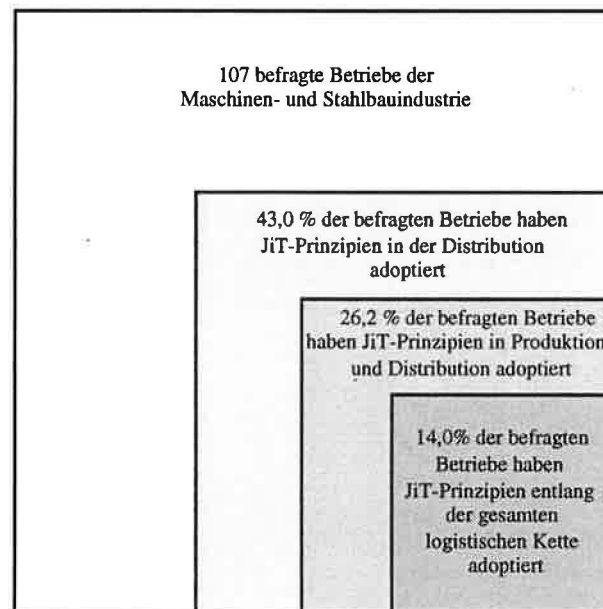 107 befragte Betriebe der
Maschinen- und Stahlbauindustrie
43,0 % der befragten Betriebe haben
JiT-Prinzipien in der Distribution
adoptiert
26,2 % der befragten Betriebe
haben JiT-Prinzipien in Produktion
und Distribution adoptiert
14,0% der befragten
Betriebe haben
JiT-Prinzipien entlang
der gesamten
logistischen Kette
adoptiert